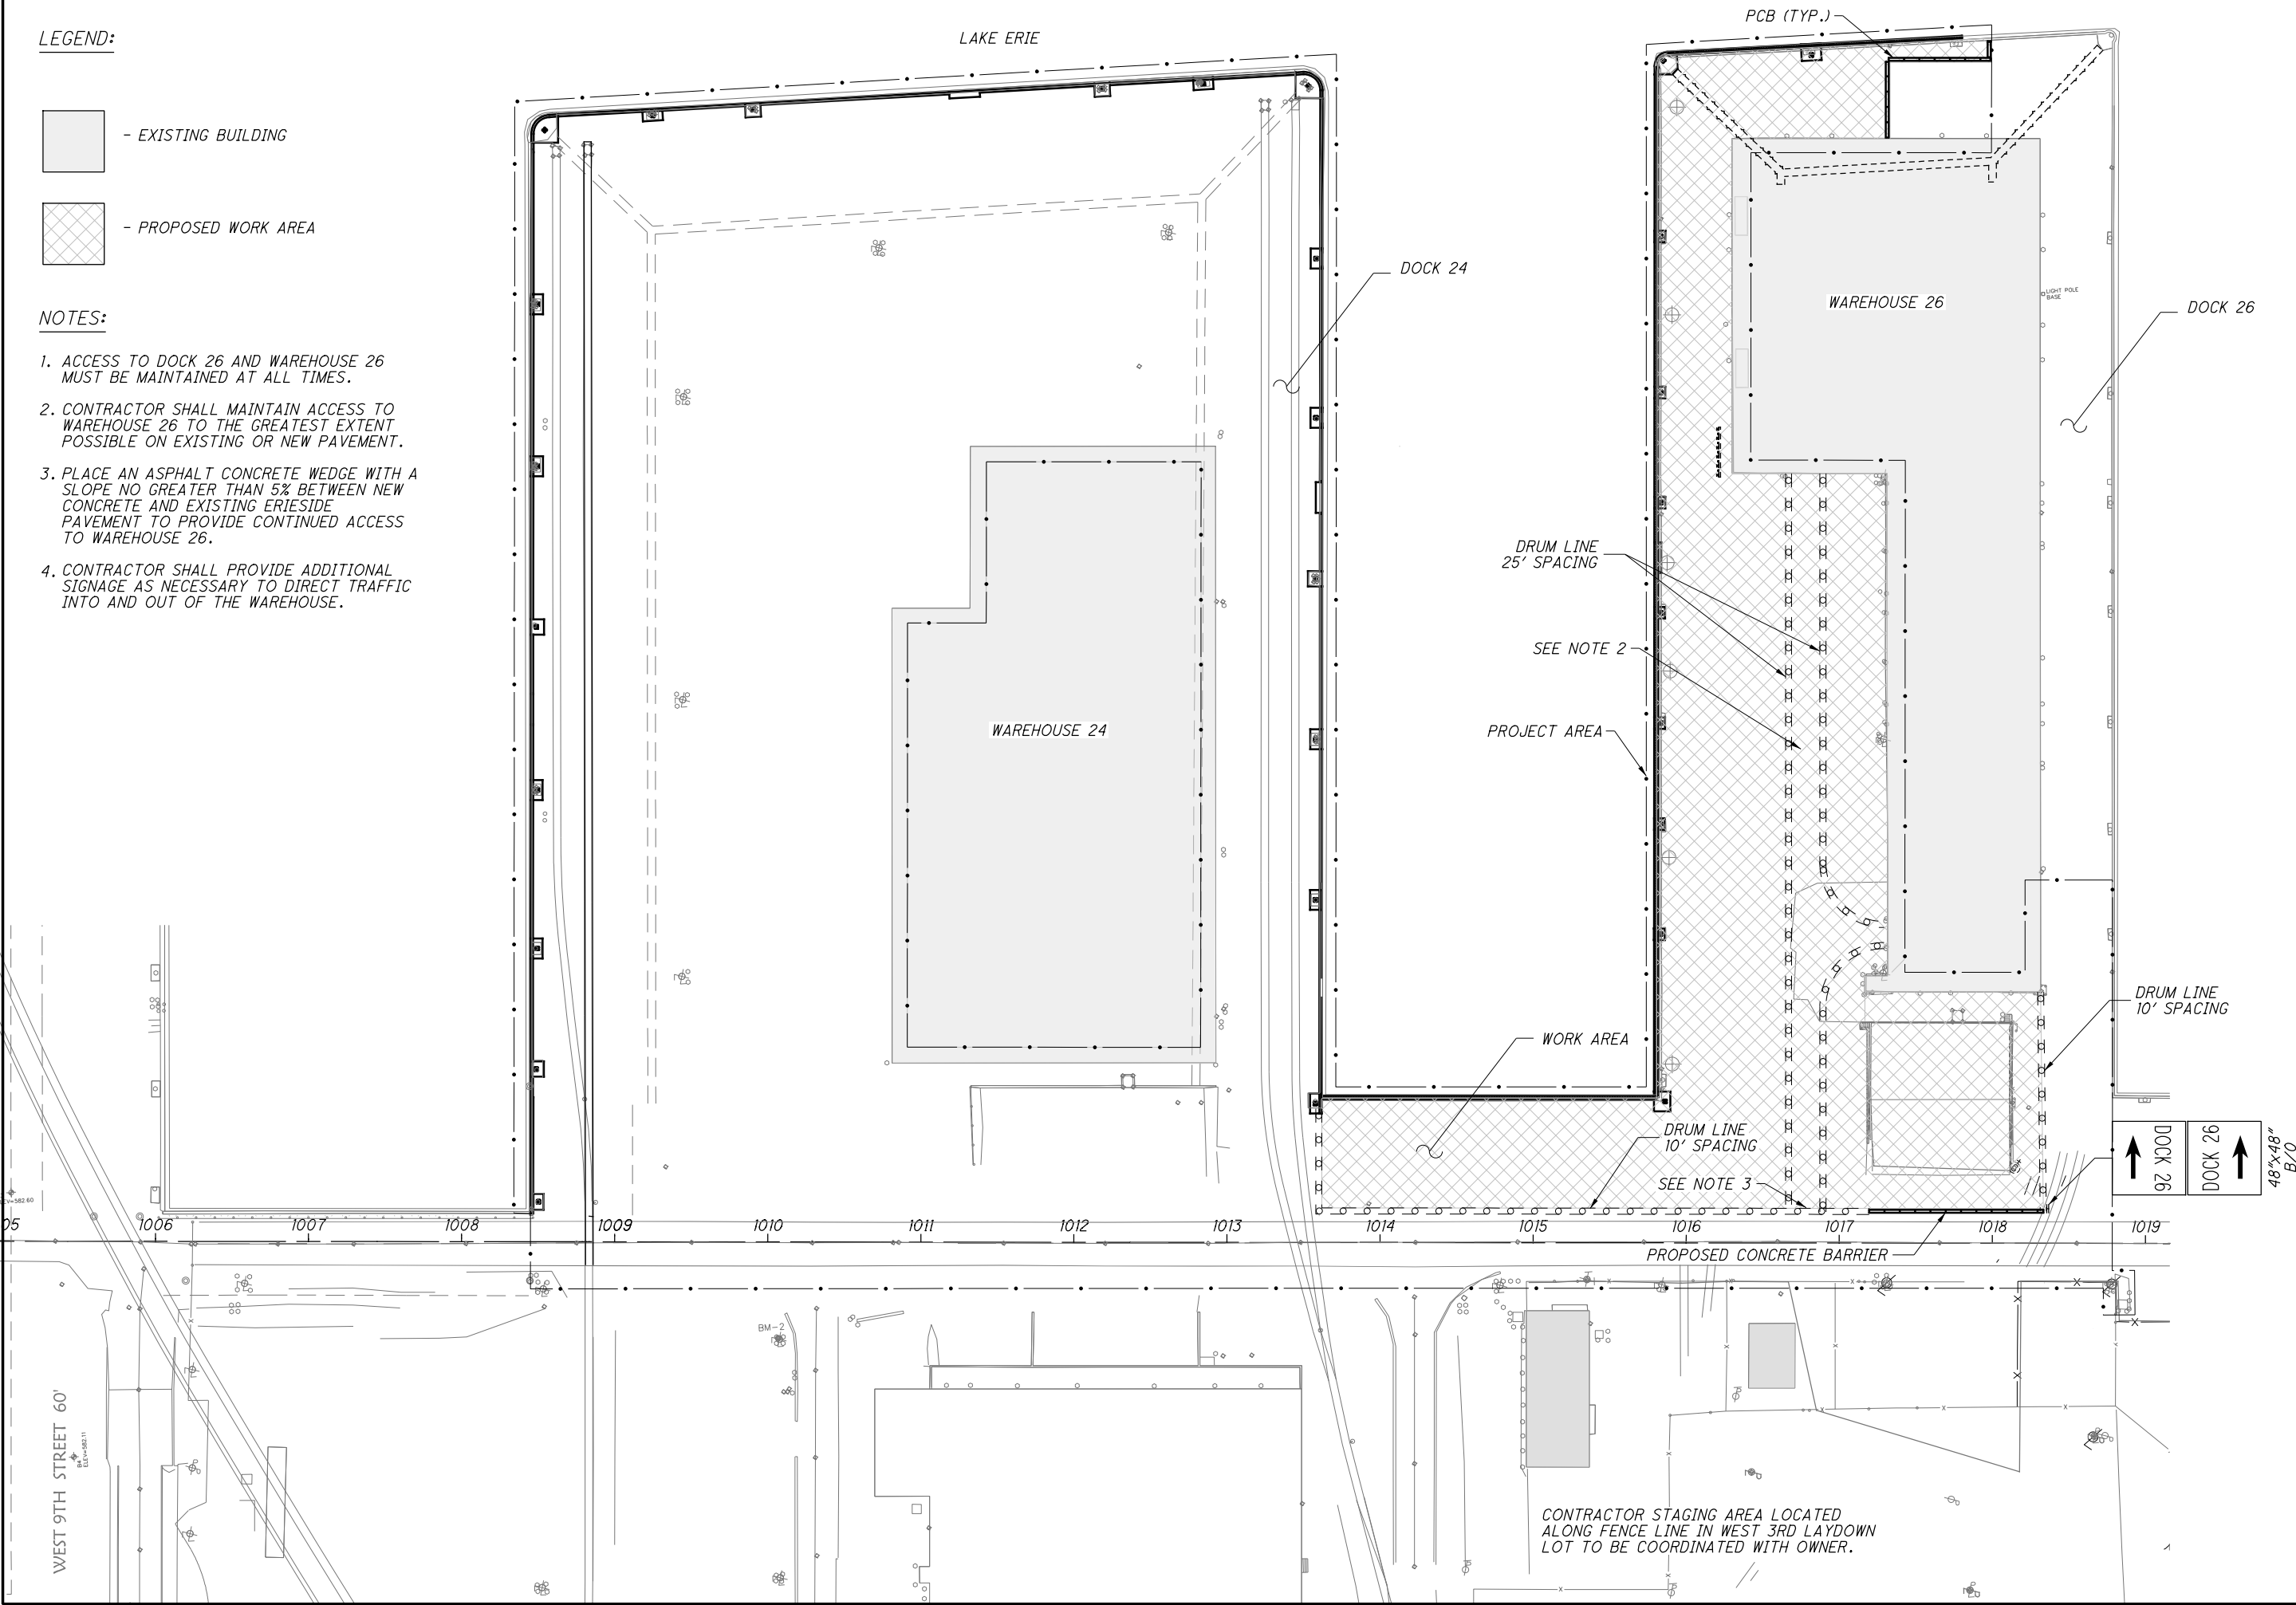 LEGEND:
- EXISTING BUILDING
- PROPOSED WORK AREA
NOTES:
1. ACCESS TO DOCK 26 AND WAREHOUSE 26
MUST BE MAINTAINED AT ALL TIMES.
2. CONTRACTOR SHALL MAINTAIN ACCESS TO
WAREHOUSE 26 TO THE GREATEST EXTENT
POSSIBLE ON EXISTING OR NEW PAVEMENT.
3. PLACE AN ASPHALT CONCRETE WEDGE WITH A
SLOPE NO GREATER THAN 5% BETWEEN NEW
CONCRETE AND EXISTING ERIESIDE
PAVEMENT TO PROVIDE CONTINUED ACCESS
TO WAREHOUSE 26.
4. CONTRACTOR SHALL PROVIDE ADDITIONAL
SIGNAGE AS NECESSARY TO DIRECT TRAFFIC
INTO AND OUT OF THE WAREHOUSE.
LAKE ERIE
PCB (TYP.)
DOCK 24
WAREHOUSE 26
LIGHT POLE
BASE
DOCK 26
DRUM LINE
25' SPACING
SEE NOTE 2
PROJECT AREA
WAREHOUSE 24
DRUM LINE
10' SPACING
WORK AREA
DRUM LINE
10' SPACING
SEE NOTE 3
DOCK 26
DOCK 26
48"x48"
B/O
05 1006 1007 1008 1009 1010 1011 1012 1013 1014 1015 1016 1017 1018 1019
PROPOSED CONCRETE BARRIER
BM-2
WEST 9TH STREET 60'
ELEV=582.11
CONTRACTOR STAGING AREA LOCATED
ALONG FENCE LINE IN WEST 3RD LAYDOWN
LOT TO BE COORDINATED WITH OWNER.